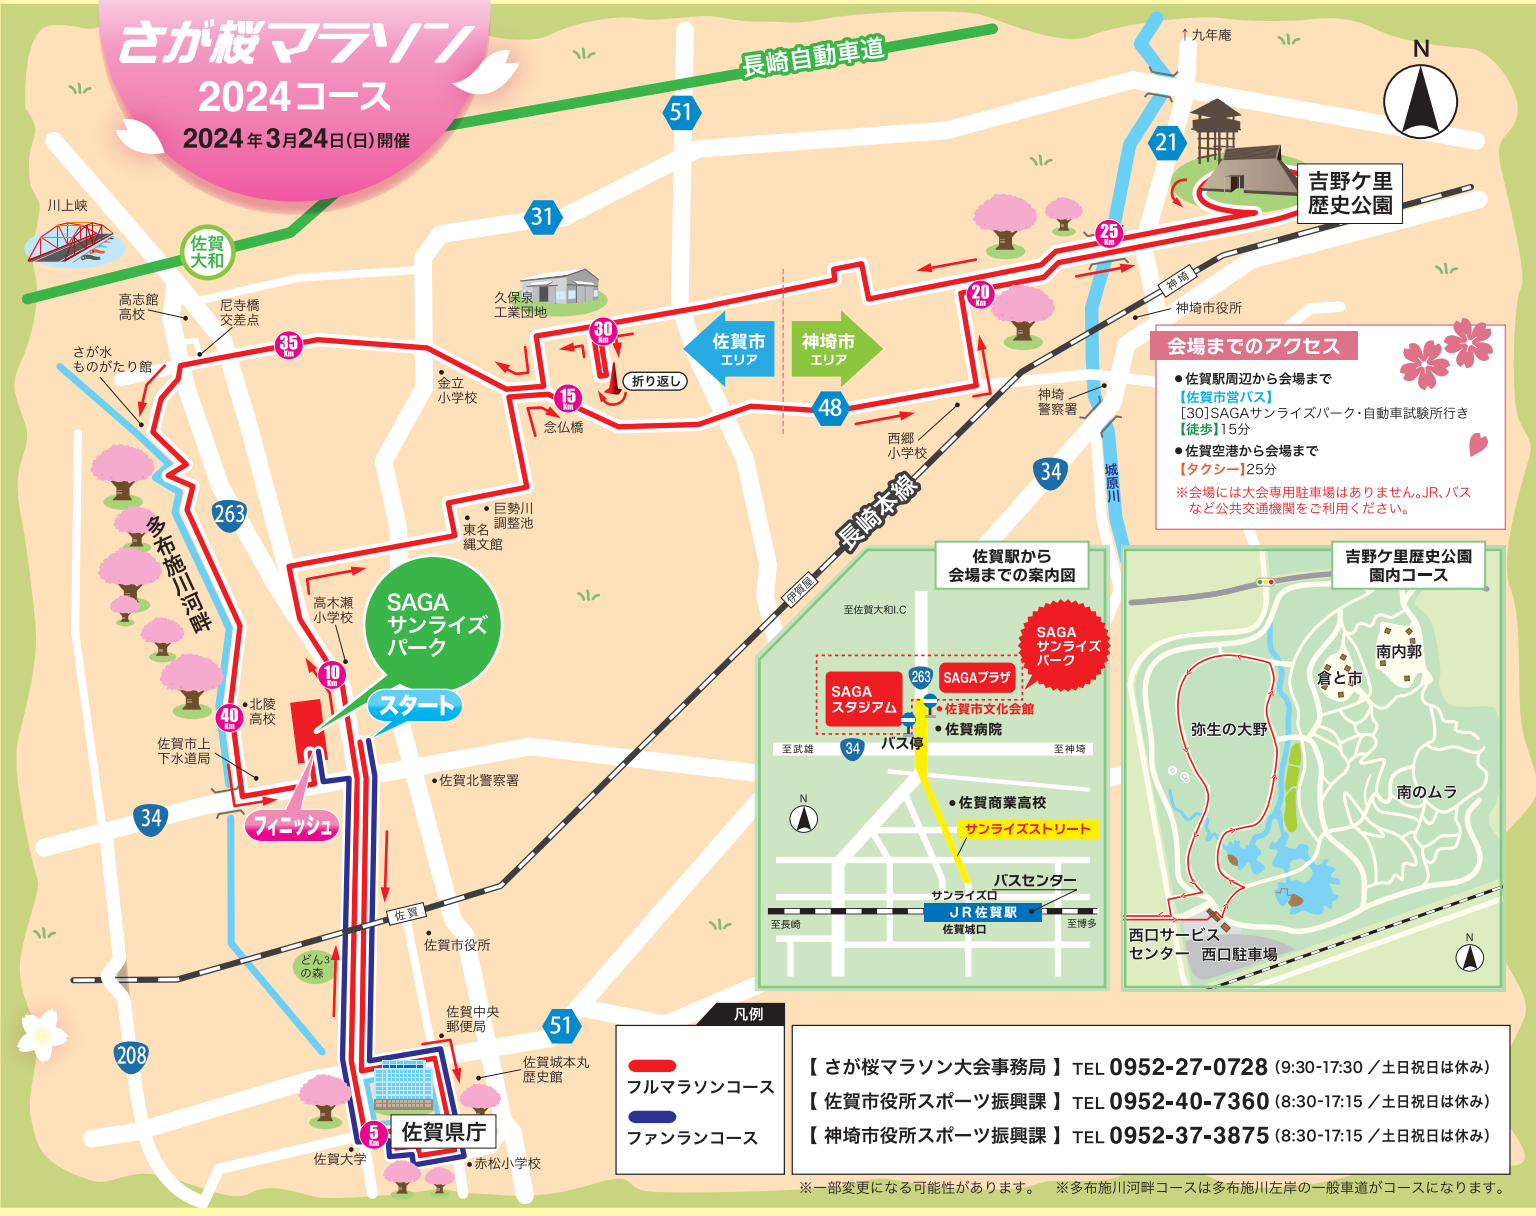 さが桜マラソン
2024コース
2024年3月24日(日)開催
長崎自動車道
↑九年庵
N
51
21
31
吉野ケ里
歴史公園
川上峡
佐賀
大和
高志館
高校
尼寺橋
交差点
久保泉
工業団地
25Km
20Km
神埼
神埼市役所
さが水
ものがたり館
35Km
30Km
佐賀市
エリア
神埼市
エリア
折り返し
金立
小学校
15Km
念仏橋
48
西郷
小学校
神埼
警察署
34
城原川
長崎本線
伊賀屋
会場までのアクセス
●佐賀駅周辺から会場まで
【佐賀市営バス】
[30]SAGAサンライズパーク・自動車試験所行き
【徒歩】15分
●佐賀空港から会場まで
【タクシー】25分
※会場には大会専用駐車場はありません。JR、バス
など公共交通機関をご利用ください。
263
多布施川河畔
巨勢川
調整池
東名
縄文館
高木瀬
小学校
SAGA
サンライズ
パーク
10Km
スタート
40Km
北陵
高校
佐賀市上
下水道局
34
フィニッシュ
佐賀北警察署
佐賀
佐賀市役所
どん3
の森
208
51
佐賀中央
郵便局
佐賀城本丸
歴史館
5Km
佐賀県庁
佐賀大学
赤松小学校
佐賀駅から
会場までの案内図
至佐賀大和I.C
SAGA
サンライズ
パーク
263
SAGAプラザ
SAGA
スタジアム
佐賀市文化会館
佐賀病院
バス停
至武雄
34
至神埼
N
佐賀商業高校
サンライズストリート
バスセンター
サンライズ口
JR佐賀駅
至長崎
佐賀城口
至博多
吉野ケ里歴史公園
園内コース
南内郭
倉と市
弥生の大野
南のムラ
西口サービス
センター
西口駐車場
N
凡例
フルマラソンコース
ファンランコース
【 さが桜マラソン大会事務局 】 TEL 0952-27-0728 (9:30-17:30 /土日祝日は休み)
【 佐賀市役所スポーツ振興課 】 TEL 0952-40-7360 (8:30-17:15 /土日祝日は休み)
【 神埼市役所スポーツ振興課 】 TEL 0952-37-3875 (8:30-17:15 /土日祝日は休み)
※一部変更になる可能性があります。 ※多布施川河畔コースは多布施川左岸の一般車道がコースになります。